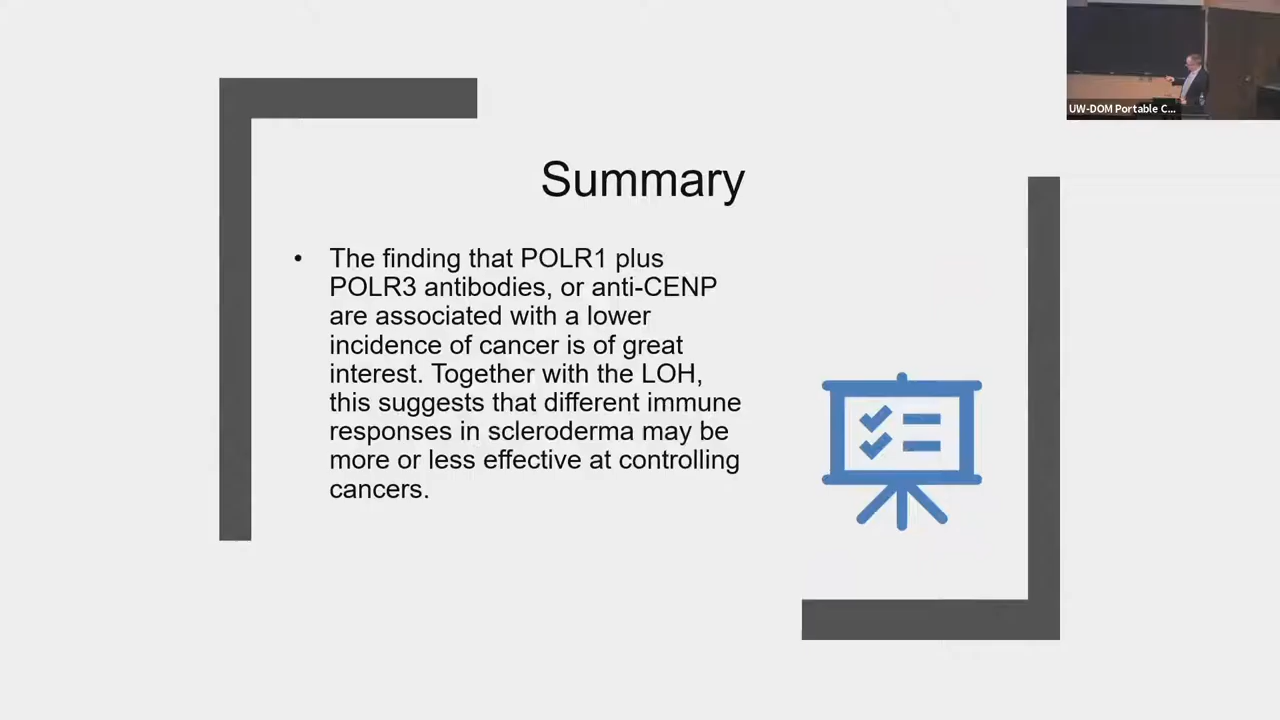 UW-DOM Portable C...
Summary
• The finding that POLR1 plus
POLR3 antibodies, or anti-CENP
are associated with a lower
incidence of cancer is of great
interest. Together with the LOH,
this suggests that different immune
responses in scleroderma may be
more or less effective at controlling
cancers.